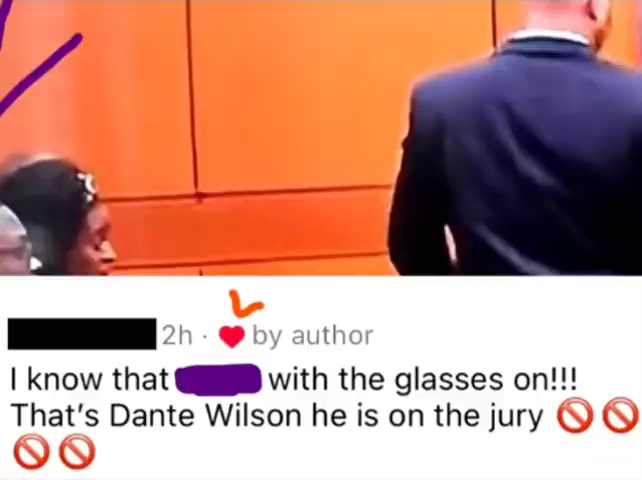 2h · ❤️ by author
I know that with the glasses on!!!
That's Dante Wilson he is on the jury 🚫 🚫
🚫 🚫